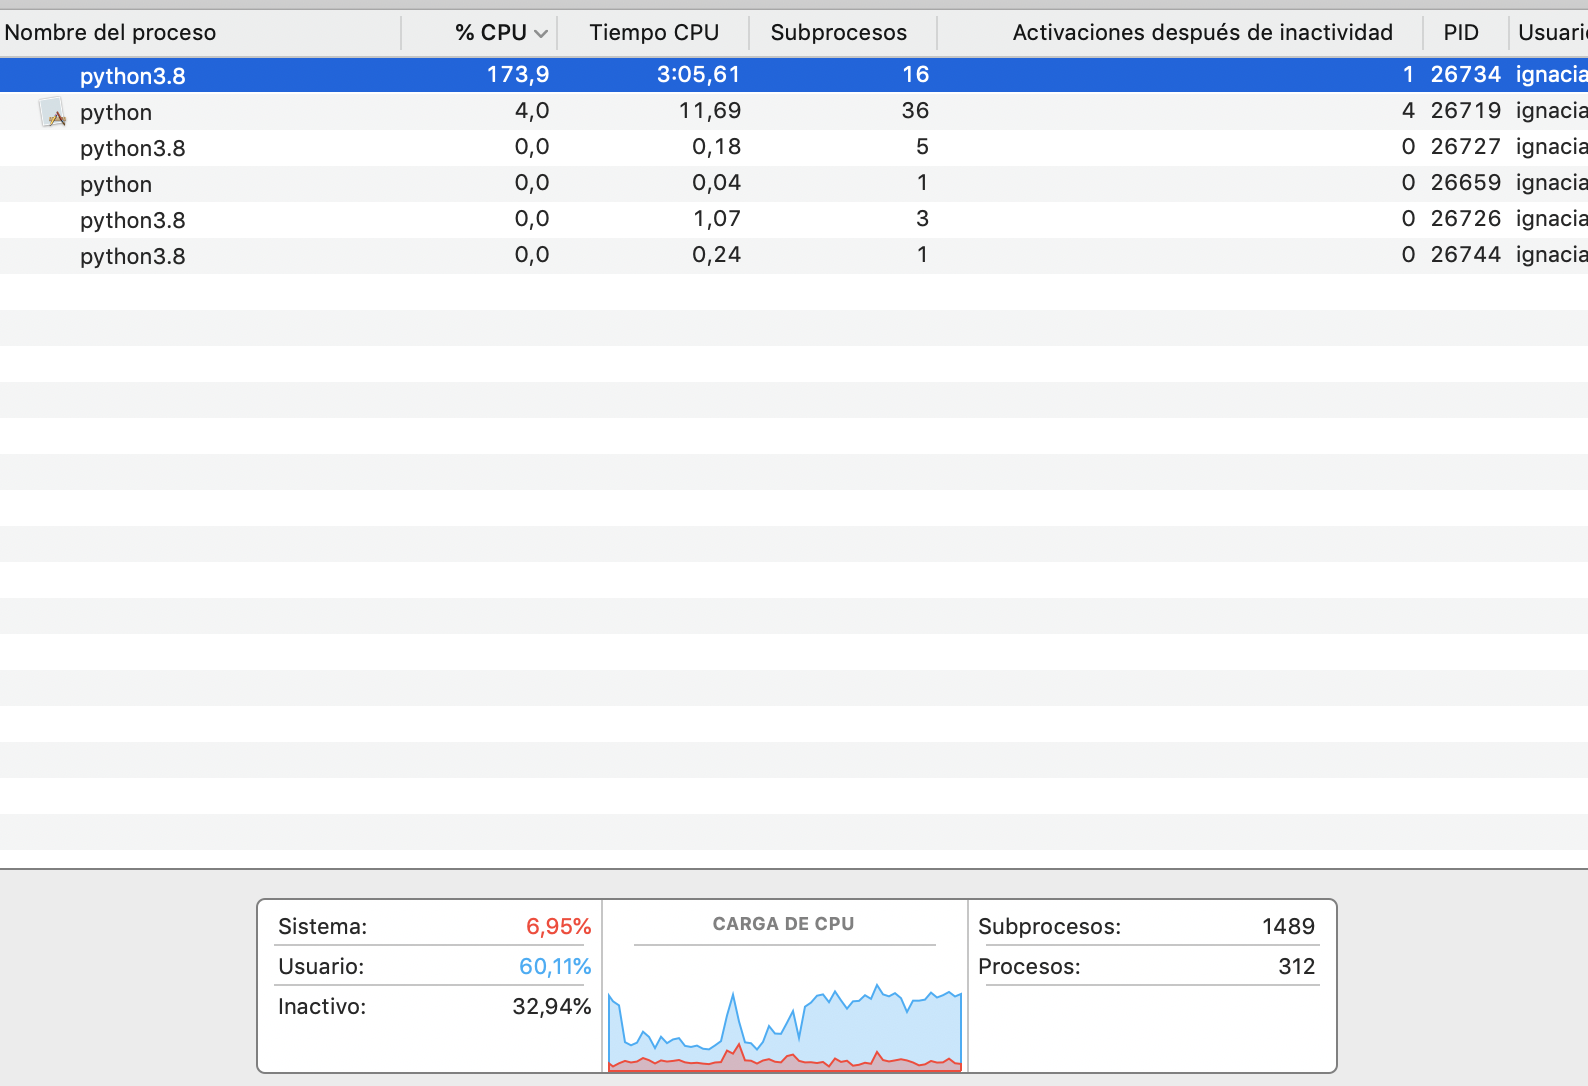 Nombre del proceso % CPU Tiempo CPU Subprocesos Activaciones después de inactividad PID Usuari
python3.8 173,9 3:05,61 16 1 26734 ignacia
python 4,0 11,69 36 4 26719 ignacia
python3.8 0,0 0,18 5 0 26727 ignacia
python 0,0 0,04 1 0 26659 ignacia
python3.8 0,0 1,07 3 0 26726 ignacia
python3.8 0,0 0,24 1 0 26744 ignacia
Sistema: 6,95%
Usuario: 60,11%
Inactivo: 32,94%
CARGA DE CPU
Subprocesos: 1489
Procesos: 312